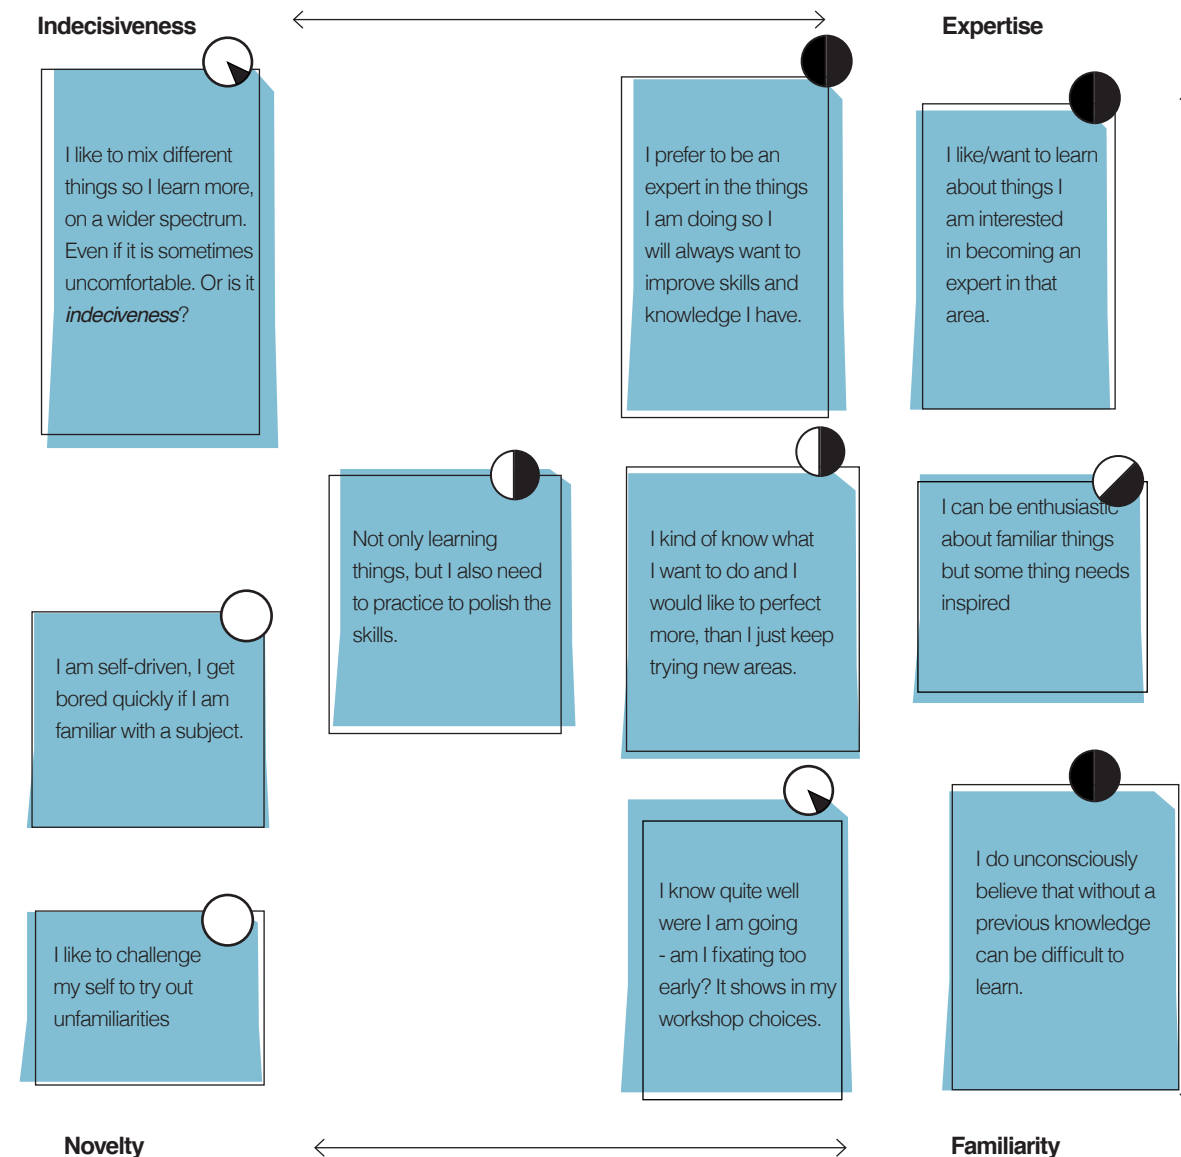 Indecisiveness
Expertise
I like to mix different
things so I learn more,
on a wider spectrum.
Even if it is sometimes
uncomfortable. Or is it
indeciveness?
I prefer to be an
expert in the things
I am doing so I
will always want to
improve skills and
knowledge I have.
I like/want to learn
about things I
am interested
in becoming an
expert in that
area.
Not only learning
things, but I also need
to practice to polish the
skills.
I kind of know what
I want to do and I
would like to perfect
more, than I just keep
trying new areas.
I can be enthusiastic
about familiar things
but some thing needs
inspired
I am self-driven, I get
bored quickly if I am
familiar with a subject.
I know quite well
were I am going
- am I fixating too
early? It shows in my
workshop choices.
I do unconsciously
believe that without a
previous knowledge
can be difficult to
learn.
I like to challenge
my self to try out
unfamiliarities
Novelty
Familiarity